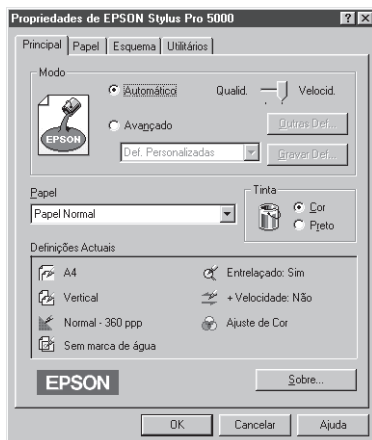 Propriedades de EPSON Stylus Pro 5000
Principal Papel Esquema Utilitários
Modo
Automático Qualid. Velocid.
EPSON
Avançado Outras Def...
Def. Personalizadas Gravar Def...
Papel
Papel Normal
Tinta
Cor
Preto
Definições Actuais
A4 Entrelaçado: Sim
Vertical + Velocidade: Não
Normal - 360 ppp Ajuste de Cor
Sem marca de água
EPSON Sobre...
OK Cancelar Ajuda